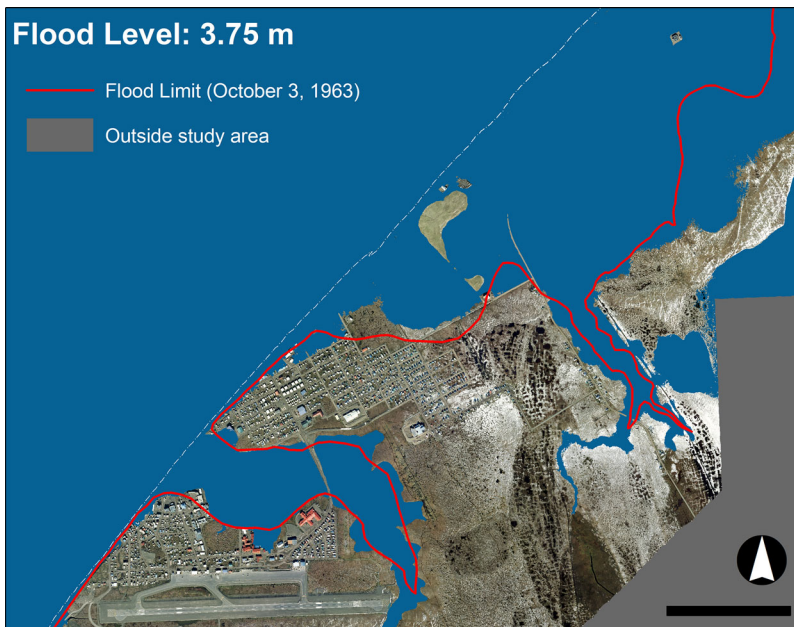 Flood Level: 3.75 m
Flood Limit (October 3, 1963)
Outside study area